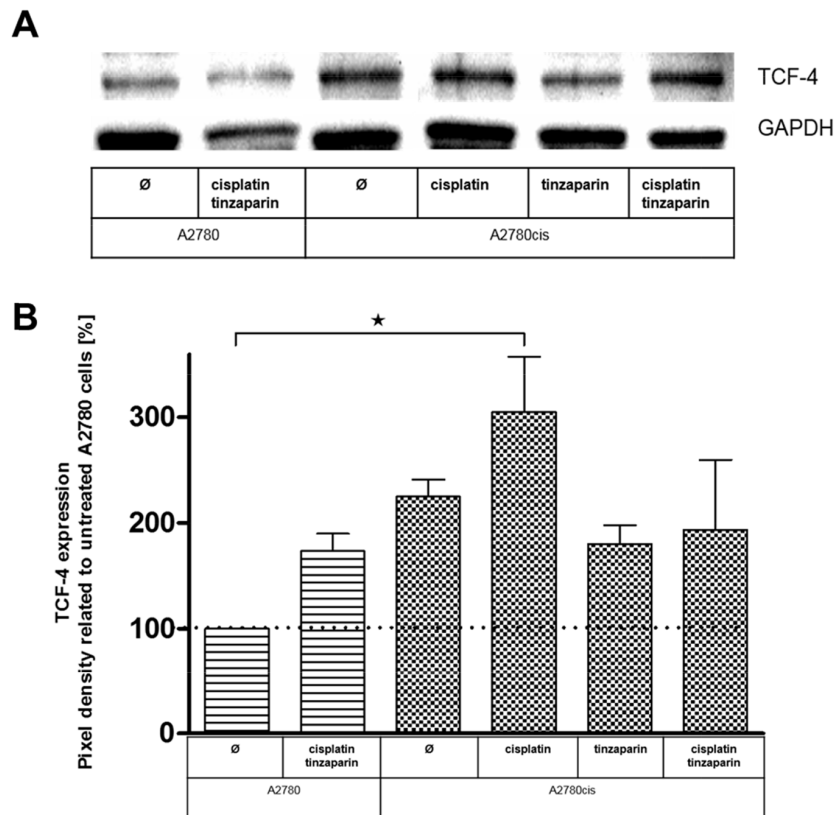 A
TCF-4
GAPDH
Ø
cisplatin
tinzaparin
Ø
cisplatin
tinzaparin
cisplatin
tinzaparin
A2780
A2780cis
B
★
TCF-4 expression
Pixel density related to untreated A2780 cells [%]
300
200
100
0
Ø
cisplatin
tinzaparin
Ø
cisplatin
tinzaparin
cisplatin
tinzaparin
A2780
A2780cis